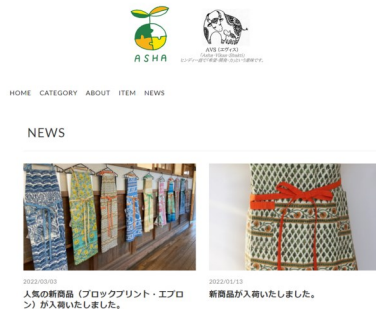 ASHA
AVS（エヴィス）
HOME CATEGORY ABOUT ITEM NEWS
NEWS
2022/03/03
人気の新商品（ブロックプリント・エプロ
ン）が入荷いたしました。
2022/01/13
新商品が入荷いたしました。